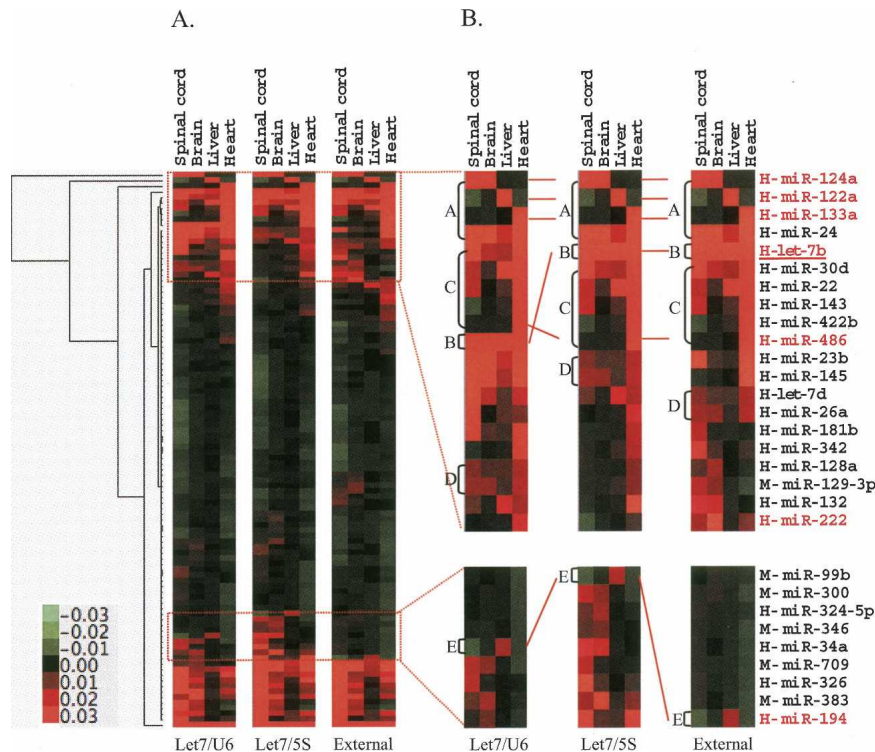 A.
B.
Spinal cord
Brain
Liver
Heart
Spinal cord
Brain
Liver
Heart
Spinal cord
Brain
Liver
Heart
Spinal cord
Brain
Liver
Heart
Spinal cord
Brain
Liver
Heart
Spinal cord
Brain
Liver
Heart
A
C
B
D
E
A
B
C
D
E
A
B
C
D
E
H-miR-124a
H-miR-122a
H-miR-133a
H-miR-24
H-let-7b
H-miR-30d
H-miR-22
H-miR-143
H-miR-422b
H-miR-486
H-miR-23b
H-miR-145
H-let-7d
H-miR-26a
H-miR-181b
H-miR-342
H-miR-128a
M-miR-129-3p
H-miR-132
H-miR-222
M-miR-99b
M-miR-300
H-miR-324-5p
M-miR-346
H-miR-34a
M-miR-709
H-miR-326
M-miR-383
H-miR-194
-0.03
-0.02
-0.01
0.00
0.01
0.02
0.03
Let7/U6
Let7/5S
External
Let7/U6
Let7/5S
External